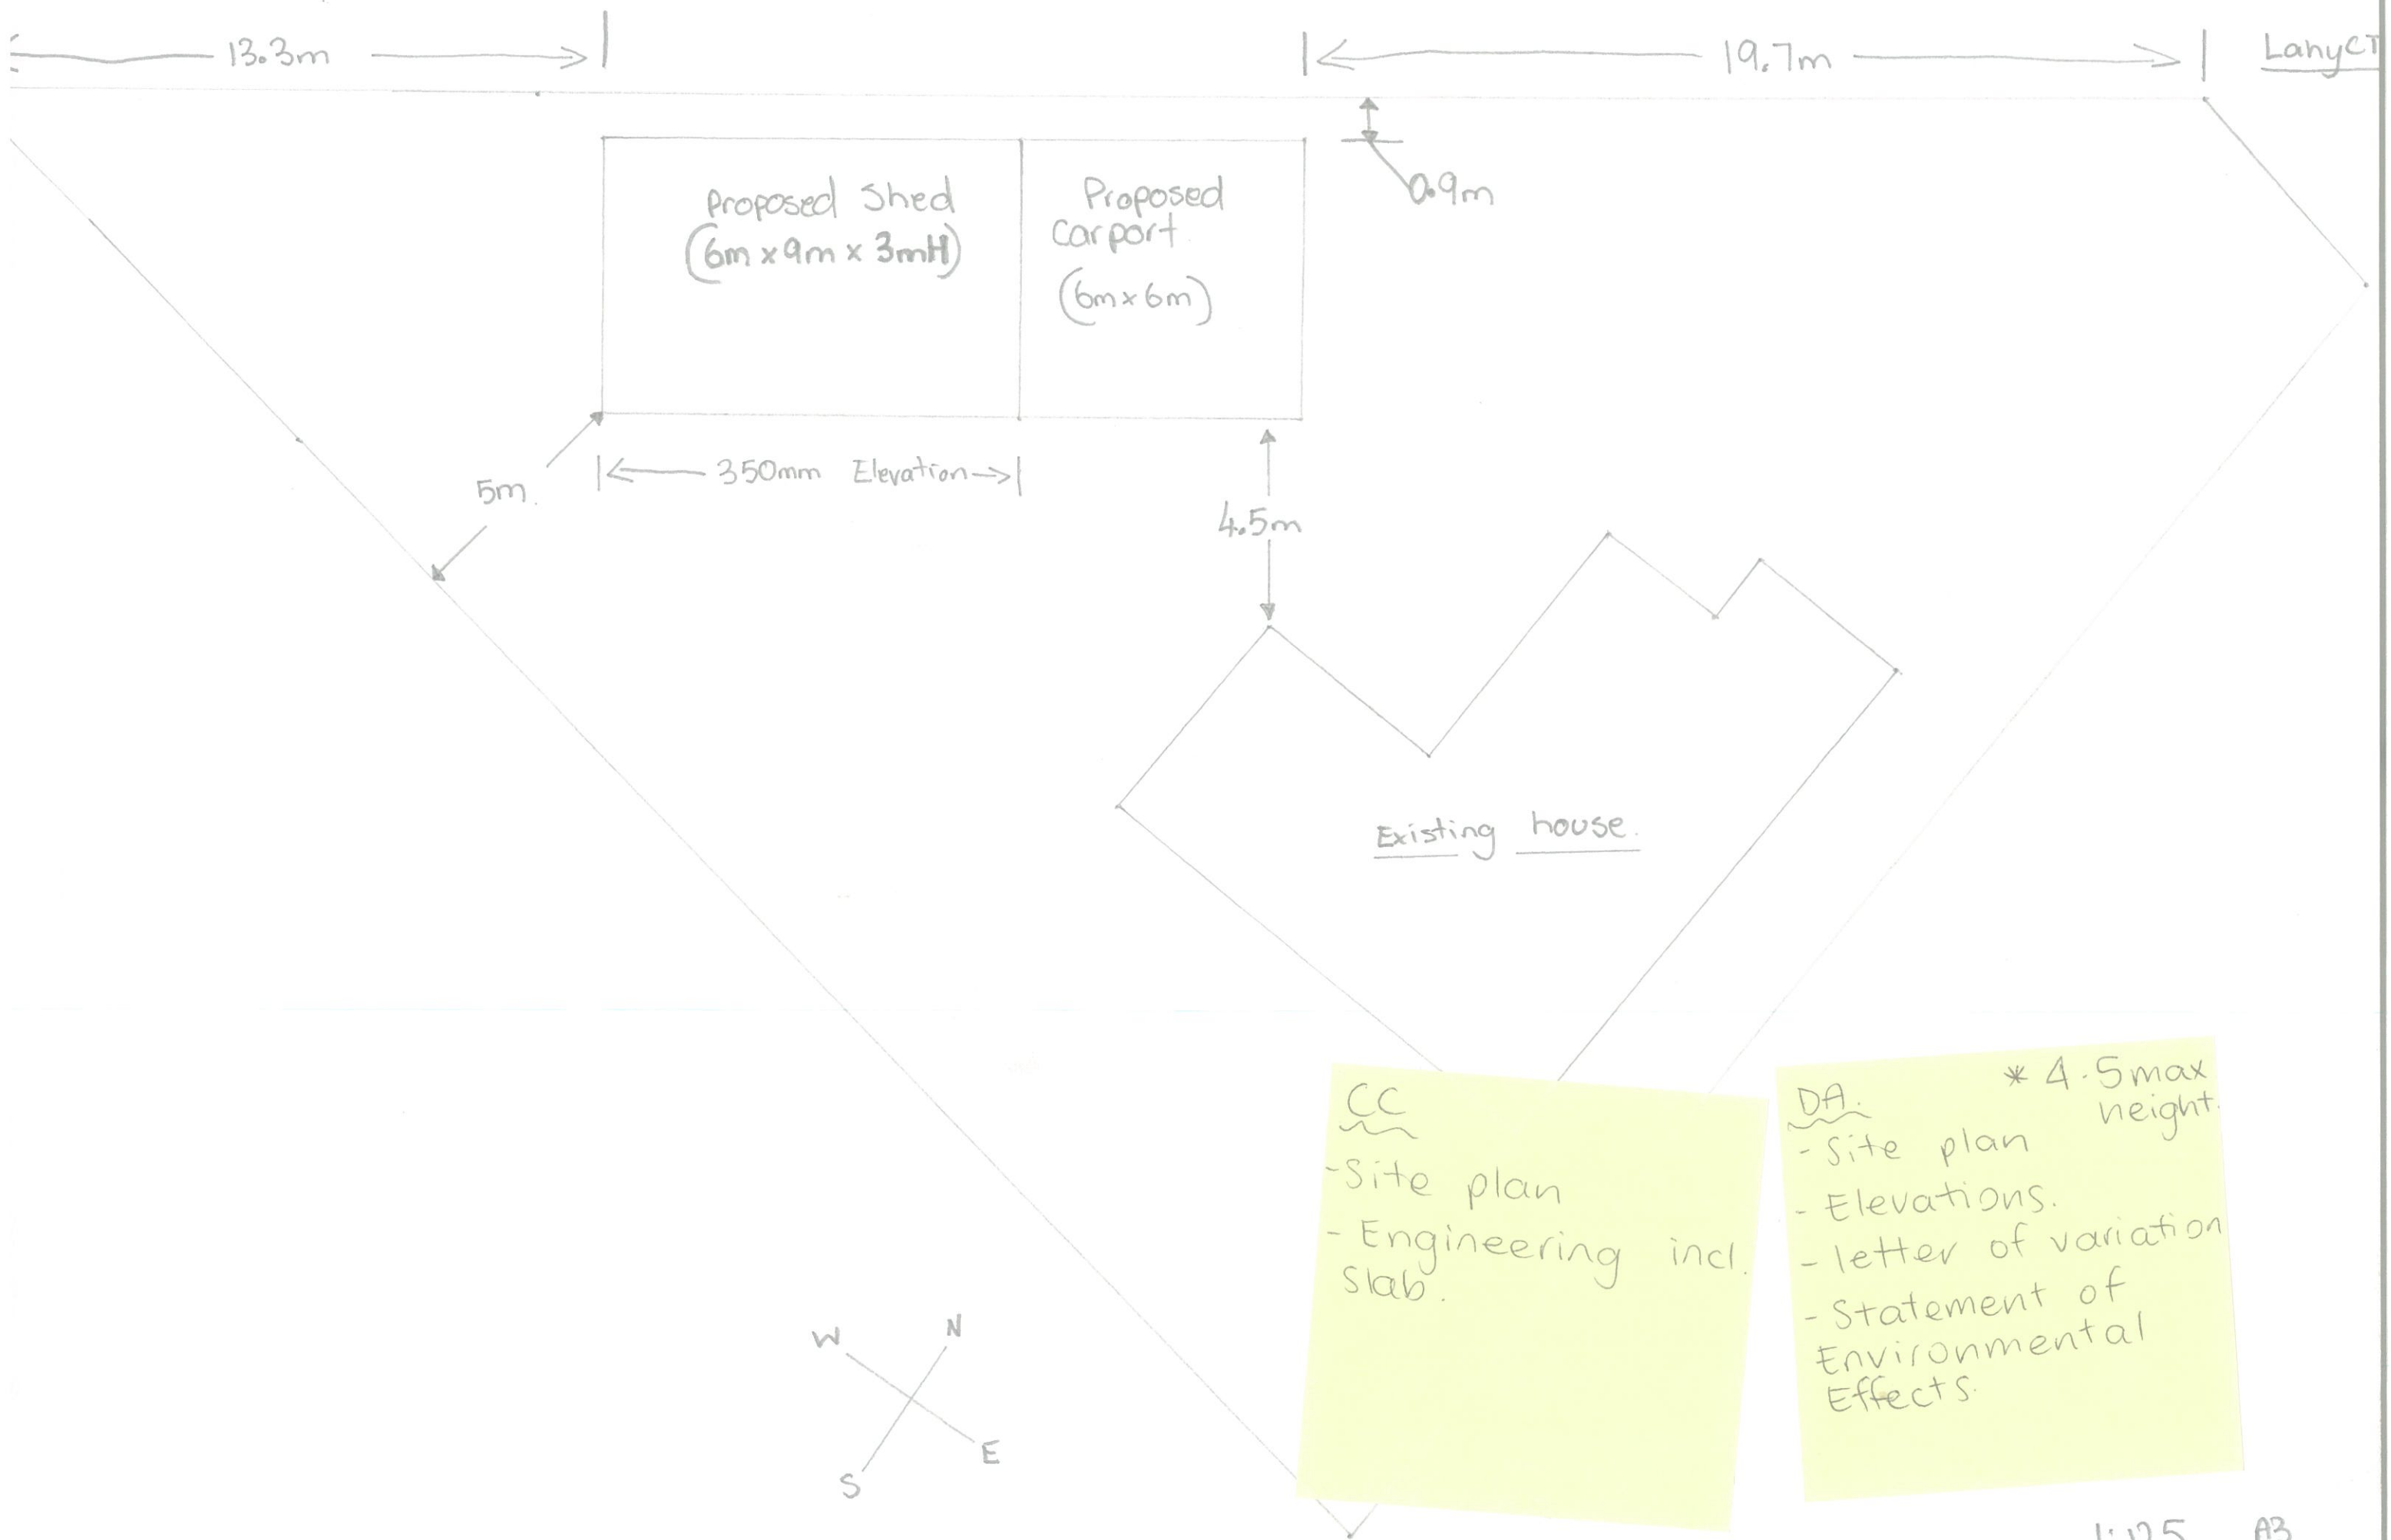 13.3m
19.7m
Proposed Shed
(6m x 9m x 3mH)
Proposed
Carport
(6m x 6m)
0.9m
5m.
350mm Elevation
4.5m
Existing house.
CC
- Site plan
- Engineering incl.
Slab.
* 4.5max
height.
DA.
- Site plan
- Elevations.
- letter of variation
- Statement of
Environmental
Effects.
N
W
E
S
1:125 A3